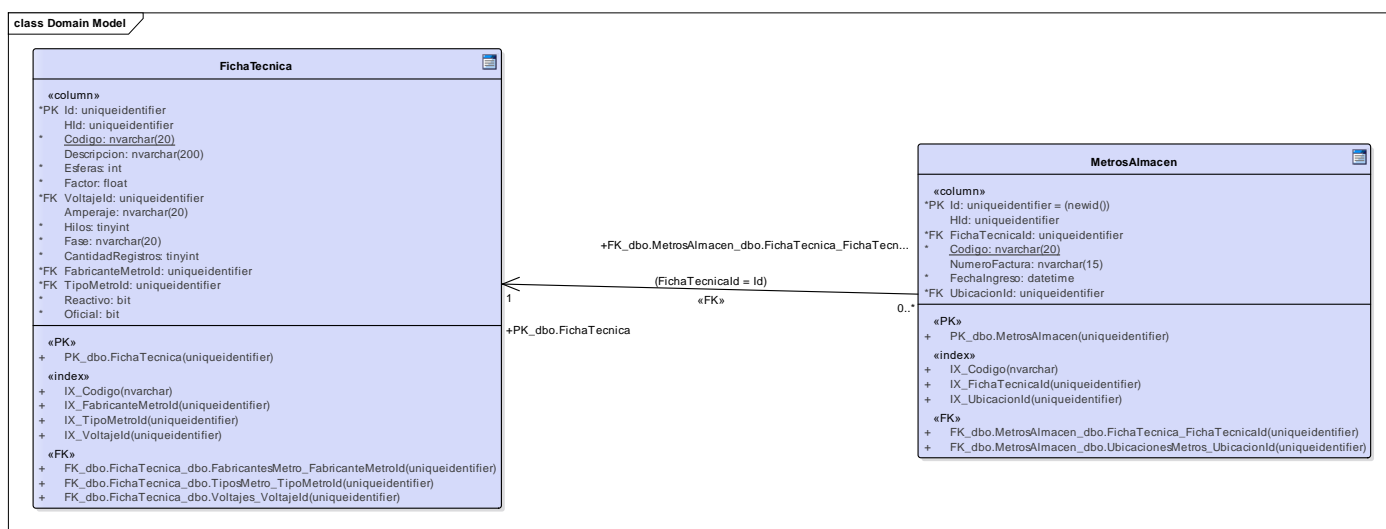 class Domain Model
FichaTecnica
«column»
*PK Id: uniqueidentifier
HId: uniqueidentifier
* Codigo: nvarchar(20)
Descripcion: nvarchar(200)
* Esferas: int
* Factor: float
*FK VoltajeId: uniqueidentifier
Amperaje: nvarchar(20)
* Hilos: tinyint
* Fase: nvarchar(20)
* CantidadRegistros: tinyint
*FK FabricanteMetroId: uniqueidentifier
*FK TipoMetroId: uniqueidentifier
* Reactivo: bit
* Oficial: bit
«PK»
+ PK_dbo.FichaTecnica(uniqueidentifier)
«index»
+ IX_Codigo(nvarchar)
+ IX_FabricanteMetroId(uniqueidentifier)
+ IX_TipoMetroId(uniqueidentifier)
+ IX_VoltajeId(uniqueidentifier)
«FK»
+ FK_dbo.FichaTecnica_dbo.FabricantesMetro_FabricanteMetroId(uniqueidentifier)
+ FK_dbo.FichaTecnica_dbo.TiposMetro_TipoMetroId(uniqueidentifier)
+ FK_dbo.FichaTecnica_dbo.Voltajes_VoltajeId(uniqueidentifier)
+FK_dbo.MetrosAlmacen_dbo.FichaTecnica_FichaTecn...
(FichaTecnicaId = Id)
1
«FK»
0..*
+PK_dbo.FichaTecnica
MetrosAlmacen
«column»
*PK Id: uniqueidentifier = (newid())
HId: uniqueidentifier
*FK FichaTecnicaId: uniqueidentifier
* Codigo: nvarchar(20)
NumeroFactura: nvarchar(15)
* FechaIngreso: datetime
*FK UbicacionId: uniqueidentifier
«PK»
+ PK_dbo.MetrosAlmacen(uniqueidentifier)
«index»
+ IX_Codigo(nvarchar)
+ IX_FichaTecnicaId(uniqueidentifier)
+ IX_UbicacionId(uniqueidentifier)
«FK»
+ FK_dbo.MetrosAlmacen_dbo.FichaTecnica_FichaTecnicaId(uniqueidentifier)
+ FK_dbo.MetrosAlmacen_dbo.UbicacionesMetros_UbicacionId(uniqueidentifier)